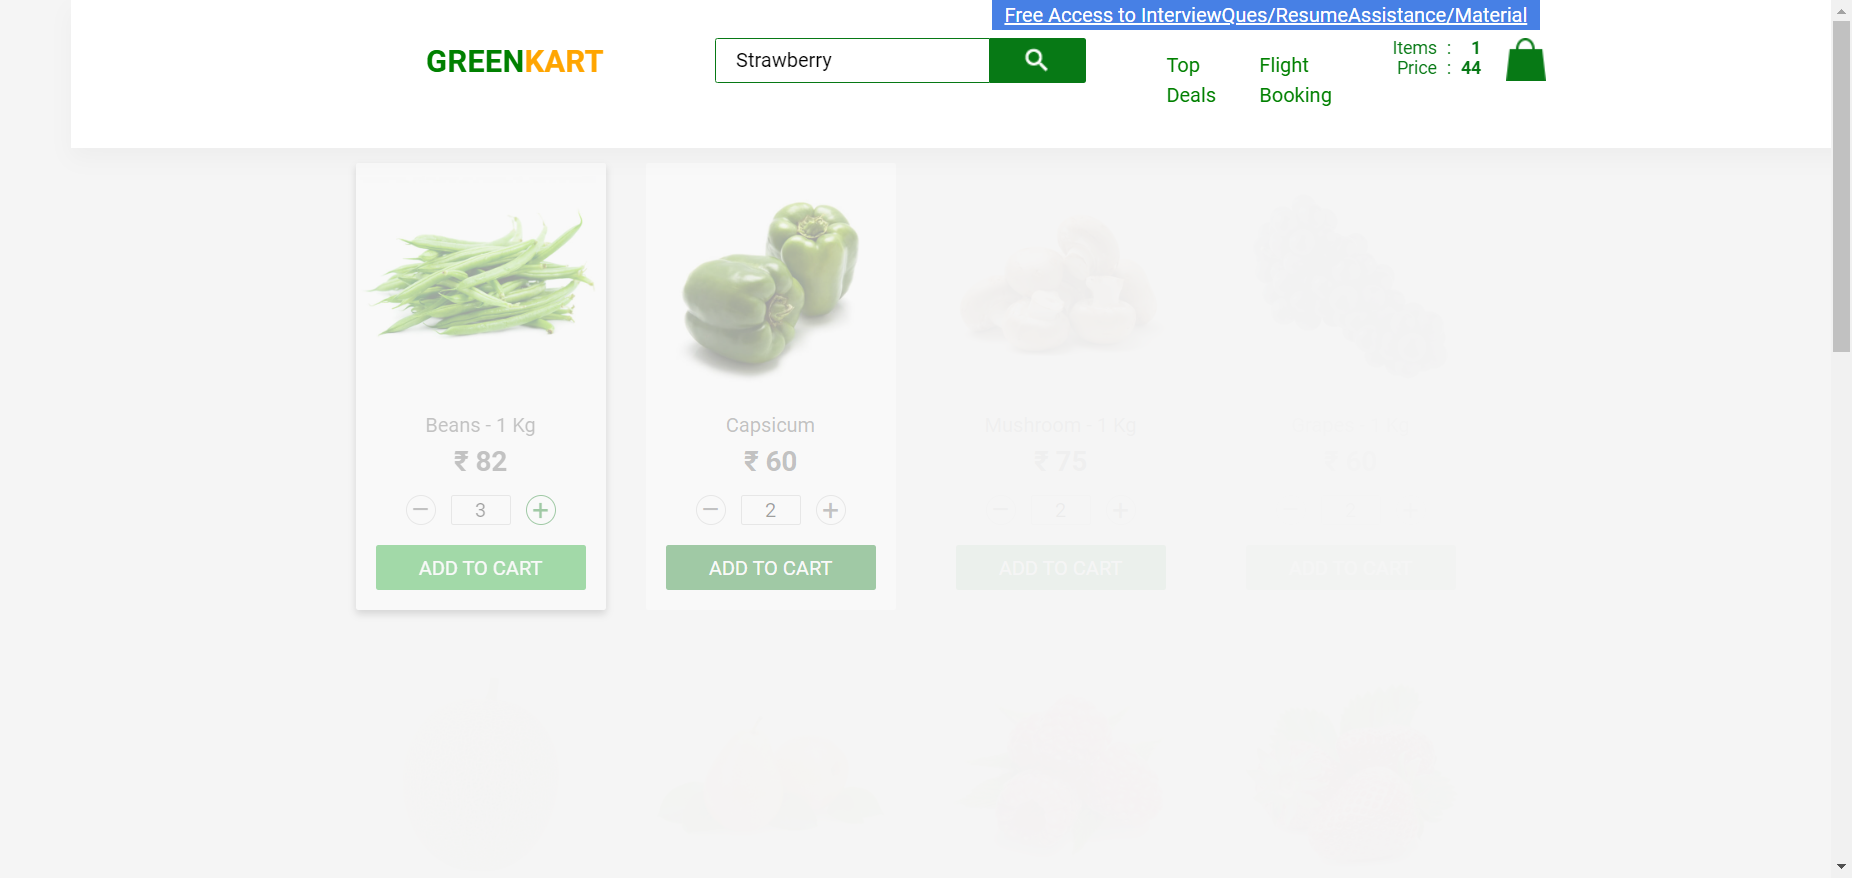 Free Access to InterviewQues/ResumeAssistance/Material
GREENKART
Strawberry
Top Deals
Flight Booking
Items : 1
Price : 44
Beans - 1 Kg
₹ 82
3
ADD TO CART
Capsicum
₹ 60
2
ADD TO CART
Mushroom - 1 Kg
₹ 75
2
ADD TO CART
₹ 60
ADD TO CART